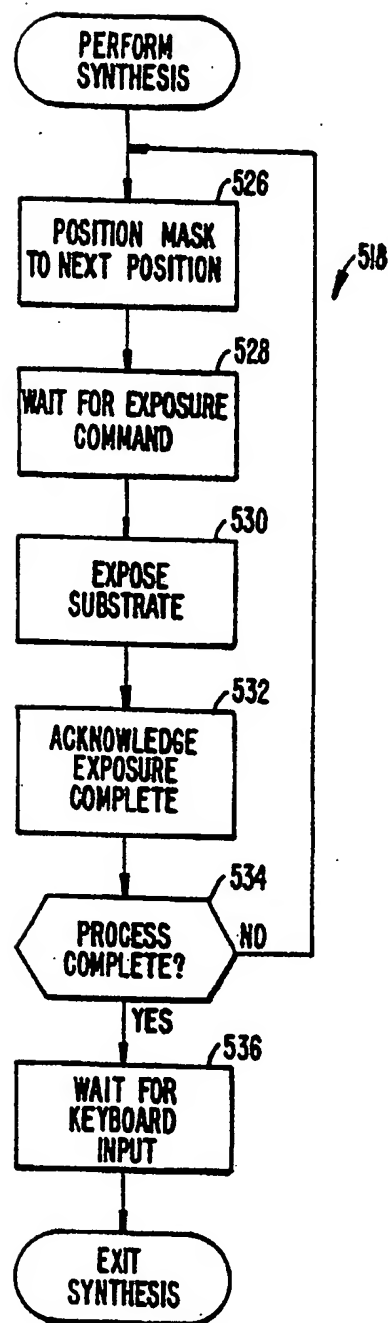 PERFORM
SYNTHESIS
526
POSITION MASK
TO NEXT POSITION
518
528
WAIT FOR EXPOSURE
COMMAND
530
EXPOSE
SUBSTRATE
532
ACKNOWLEDGE
EXPOSURE
COMPLETE
534
PROCESS
COMPLETE?
NO
YES
536
WAIT FOR
KEYBOARD
INPUT
EXIT
SYNTHESIS